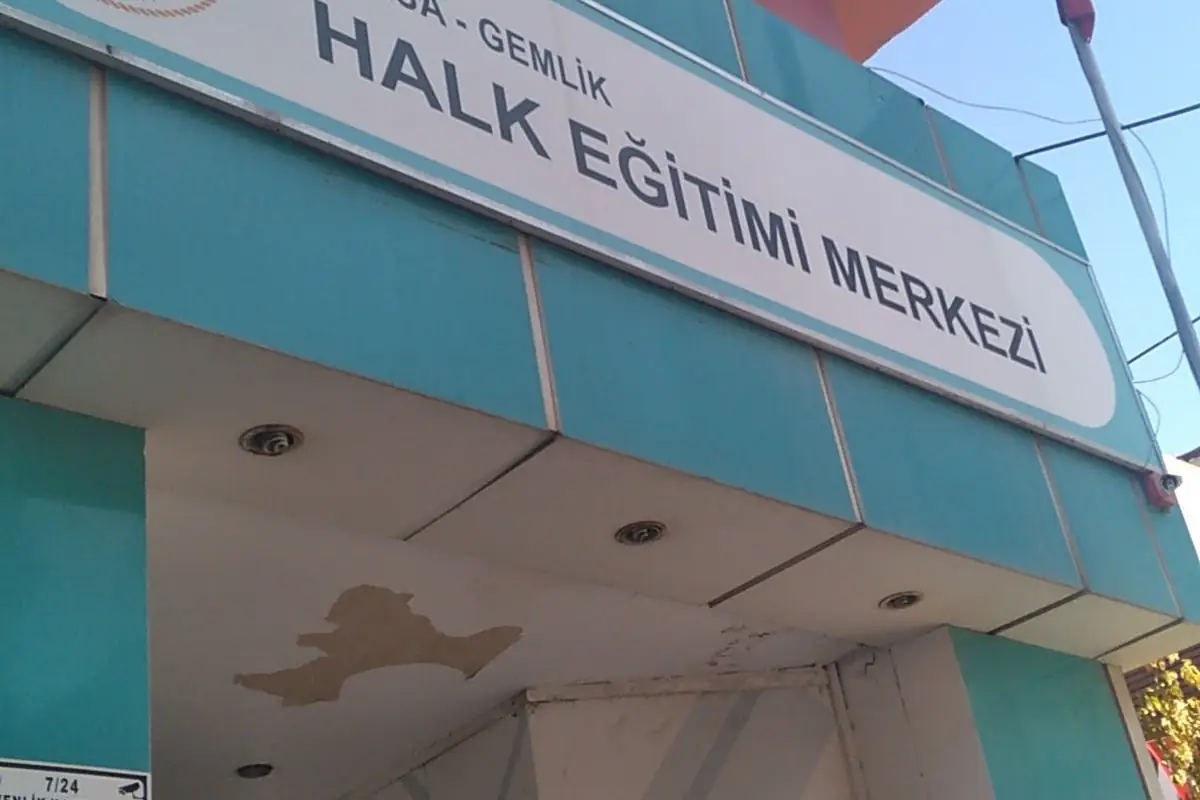 - GEMLİK
HALK EĞİTİMİ MERKEZİ
7/24